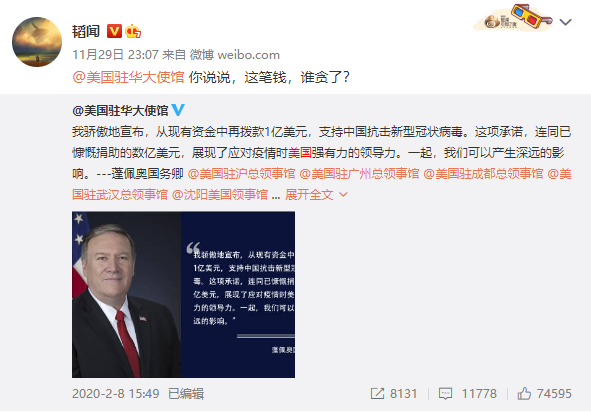 韬闻
11月29日 23:07 来自 微博 weibo.com
@美国驻华大使馆 你说说，这笔钱，谁贪了?
@美国驻华大使馆
我骄傲地宣布，从现有资金中再拨款1亿美元，支持中国抗击新型冠状病毒。这项承诺，连同已
慷慨捐助的数亿美元，展现了应对疫情时美国强有力的领导力。一起，我们可以产生深远的影
响。---蓬佩奥国务卿 @美国驻沪总领事馆 @美国驻广州总领事馆 @美国驻成都总领事馆 @美
国驻武汉总领事馆 @沈阳美国领事馆 ... 展开全文
我骄傲地宣布，从现有资金中
1亿美元，支持中国抗击新型冠
毒。这项承诺，连同已慷慨捐
亿美元，展现了应对疫情时美
力的领导力。一起，我们可以
远的影响。”
蓬佩奥国
2020-2-8 15:49 已编辑
8131
11778
74595